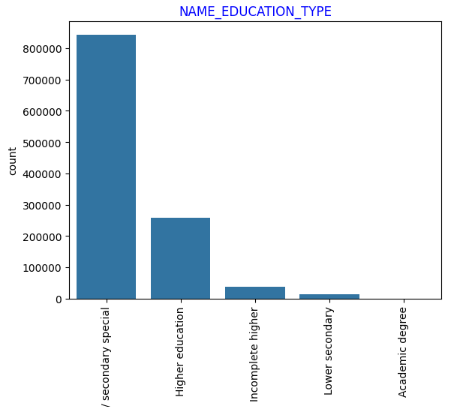 NAME_EDUCATION_TYPE
count
800000
700000
600000
500000
400000
300000
200000
100000
0
/ secondary special
Higher education
Incomplete higher
Lower secondary
Academic degree